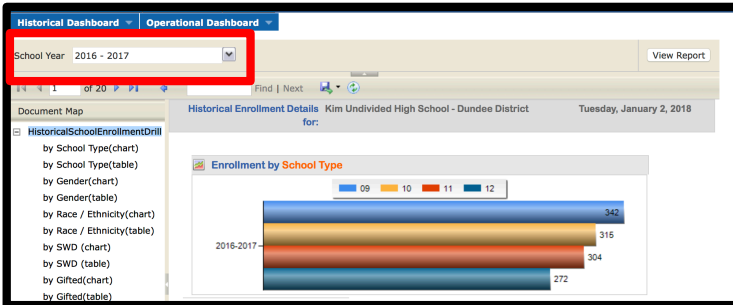 Historical Dashboard Operational Dashboard
School Year 2016 - 2017 View Report
1 of 20 Find | Next
Document Map
HistoricalSchoolEnrollmentDrill
by School Type(chart)
by School Type(table)
by Gender(chart)
by Gender(table)
by Race / Ethnicity(chart)
by Race / Ethnicity(table)
by SWD (chart)
by SWD (table)
by Gifted(chart)
by Gifted(table)
Historical Enrollment Details Kim Undivided High School - Dundee District Tuesday, January 2, 2018
for:
Enrollment by School Type
09 10 11 12
342
315
2016-2017
304
272